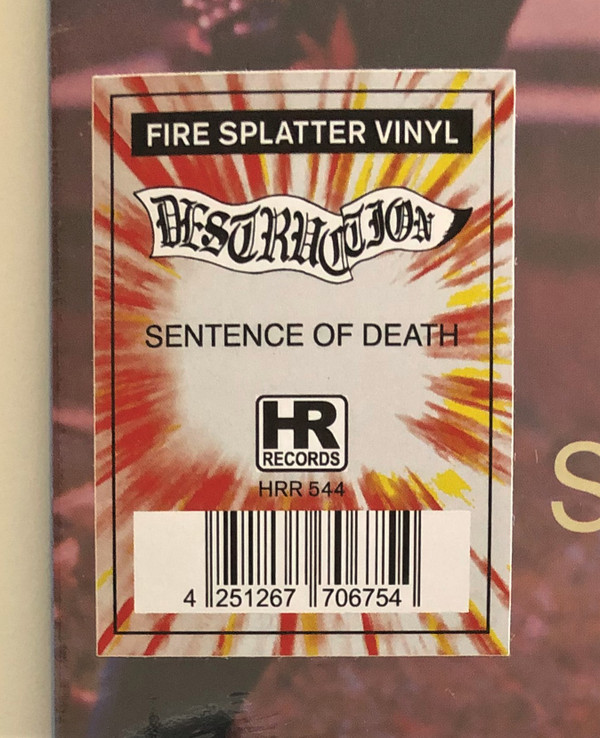 FIRE SPLATTER VINYL
DESTRUCTION
SENTENCE OF DEATH
HR
RECORDS
HRR 544
4 251267 706754
S